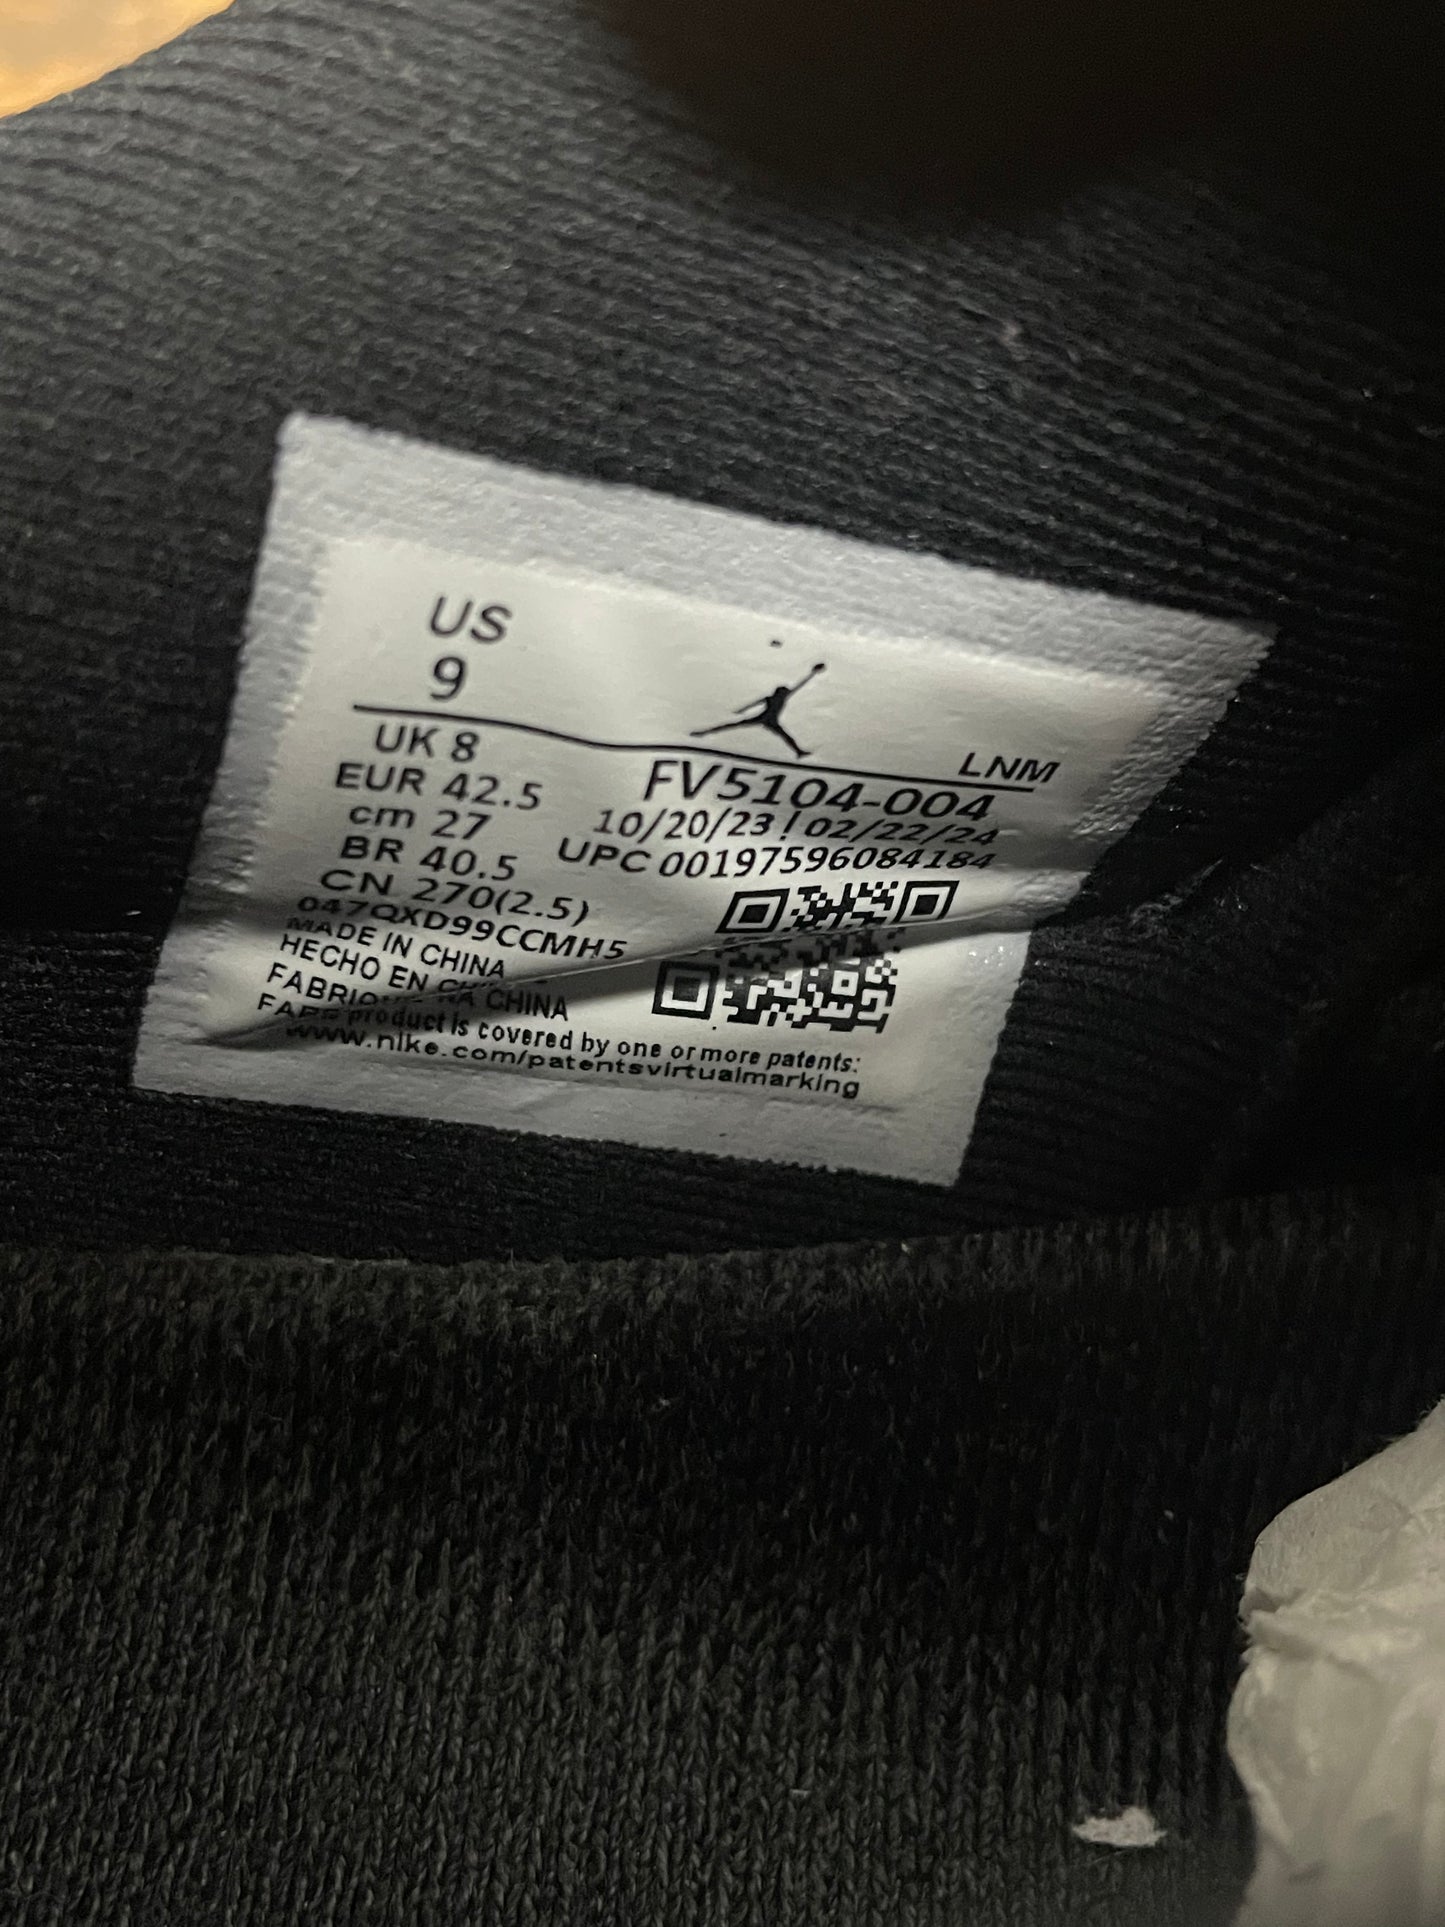 US
9
LNM
UK 8
FV5104-004
EUR 42.5
10/20/23 ! 02/22/24
cm 27
UPC 00197596084184
BR 40.5
CN 270(2.5)
047QXD99CCMH5
MADE IN CHINA
HECHO EN
FABRIQUE NA CHINA
product is covered by one or more patents:
www.nike.com/patentsvirtualmarking